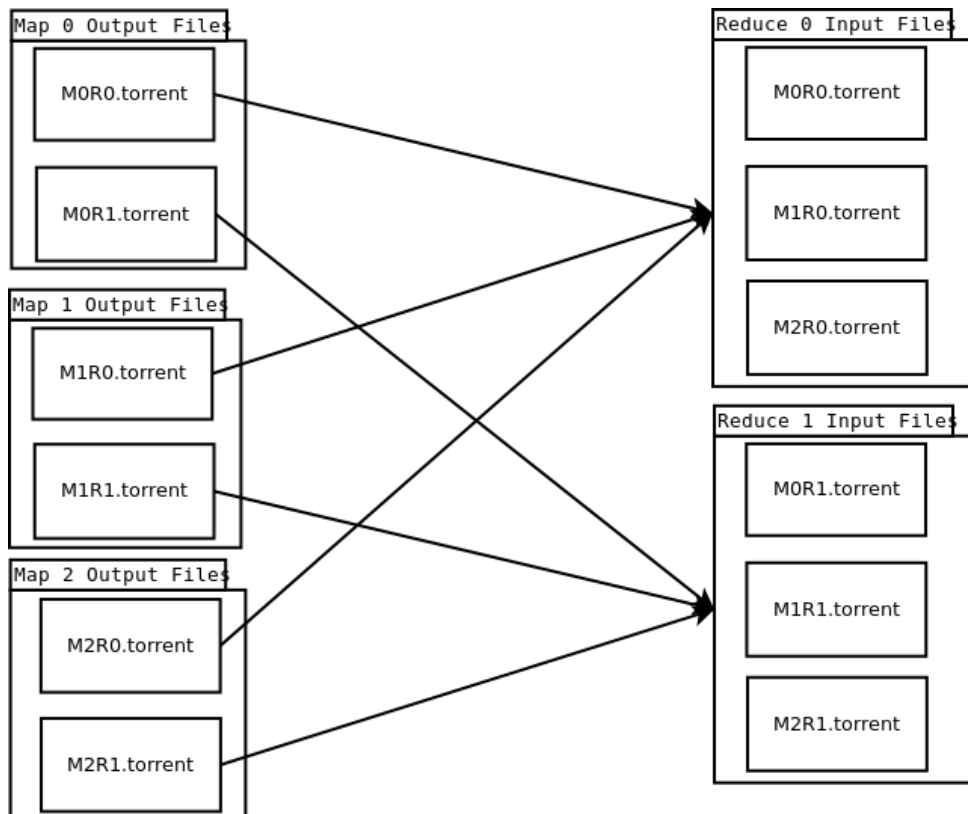 Map 0 Output Files
M0R0.torrent
M0R1.torrent
Map 1 Output Files
M1R0.torrent
M1R1.torrent
Map 2 Output Files
M2R0.torrent
M2R1.torrent
Reduce 0 Input Files
M0R0.torrent
M1R0.torrent
M2R0.torrent
Reduce 1 Input Files
M0R1.torrent
M1R1.torrent
M2R1.torrent